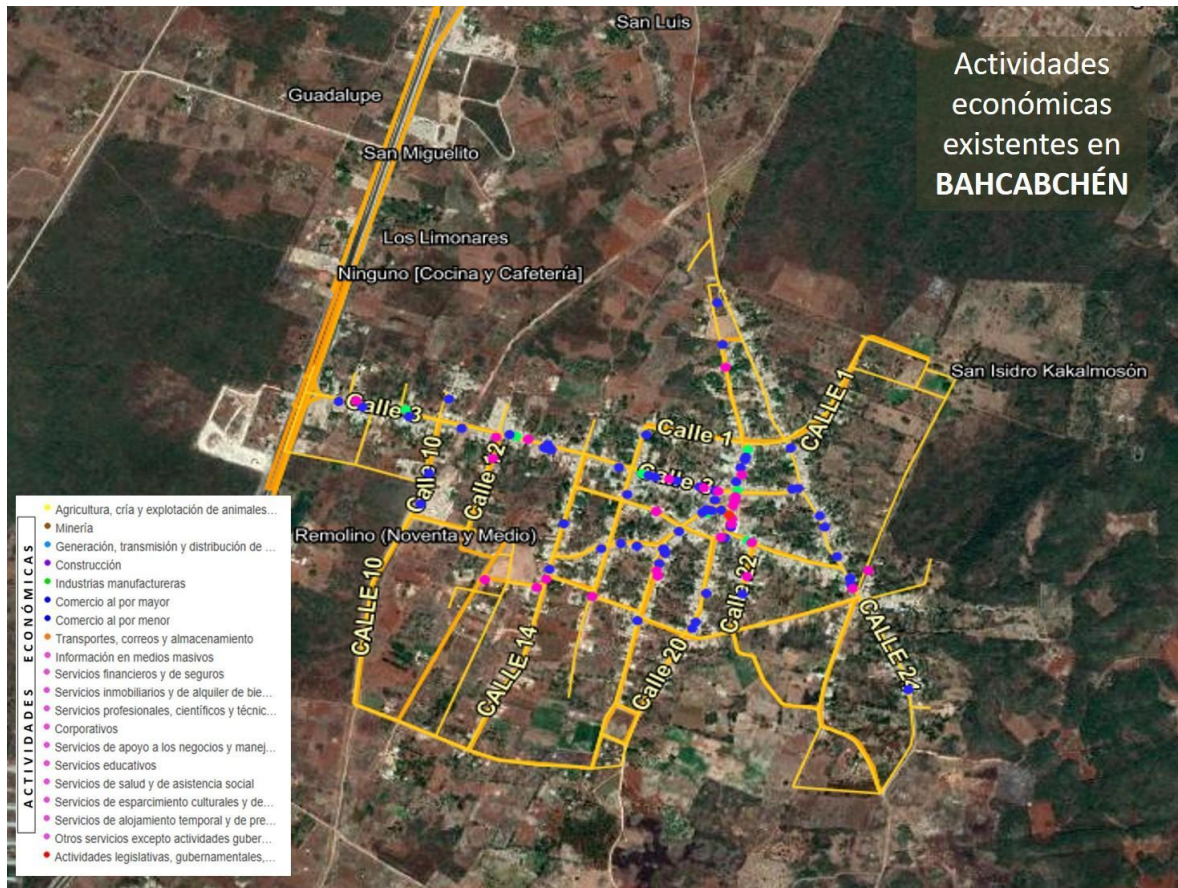 San Luis
Actividades
económicas
existentes en
BAHCABCHÉN
Guadalupe
San Miguelito
Los Limonares
Ninguno [Cocina y Cafetería]
San Isidro Kakalmosón
CALLE 1
Calle 3
Calle 1
Calle 10
Calle 12
Calle 3
Remolino (Noventa y Medio)
CALLE 10
CALLE 14
Calle 20
Calle 22
CALLE 24
ACTIVIDADES ECONÓMICAS
Agricultura, cría y explotación de animales...
Minería
Generación, transmisión y distribución de ...
Construcción
Industrias manufactureras
Comercio al por mayor
Comercio al por menor
Transportes, correos y almacenamiento
Información en medios masivos
Servicios financieros y de seguros
Servicios inmobiliarios y de alquiler de bie...
Servicios profesionales, científicos y técnic...
Corporativos
Servicios de apoyo a los negocios y manej...
Servicios educativos
Servicios de salud y de asistencia social
Servicios de esparcimiento culturales y de...
Servicios de alojamiento temporal y de pre...
Otros servicios excepto actividades guber...
Actividades legislativas, gubernamentales,...